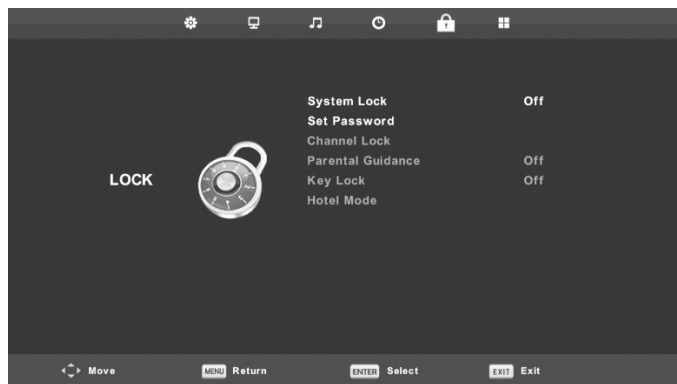 System Lock Off
Set Password
Channel Lock
Parental Guidance Off
LOCK
Key Lock Off
Hotel Mode
Move MENU Return ENTER Select EXIT Exit